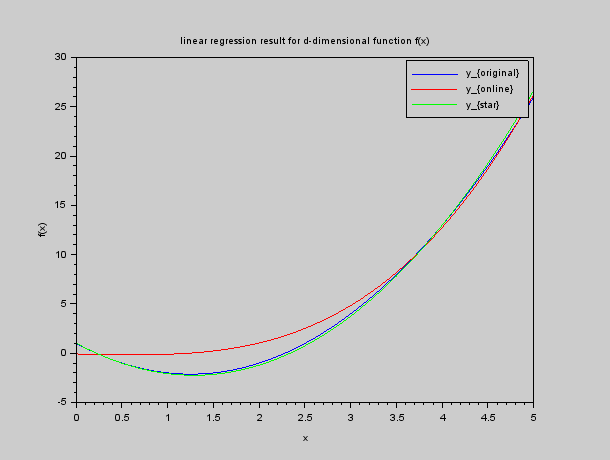 linear regression result for d-dimensional function f(x)
30
y_{original}
y_{online}
y_{star}
25
20
15
f(x)
10
5
0
-5
0 0.5 1 1.5 2 2.5 3 3.5 4 4.5 5
x